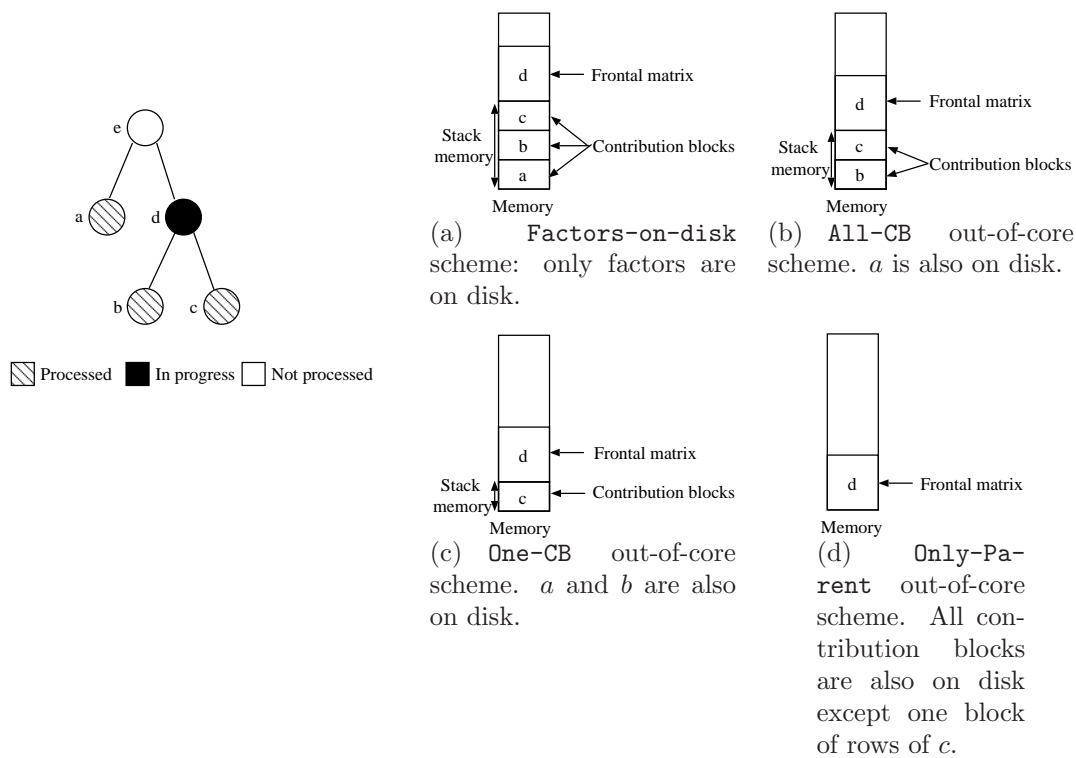 e
a
d
b
c
Processed
In progress
Not processed
d
Frontal matrix
c
Stack
memory
b
Contribution blocks
a
Memory
(a) Factors-on-disk
scheme: only factors are
on disk.
d
Frontal matrix
Stack
memory
c
b
Contribution blocks
Memory
(b) All-CB out-of-core
scheme. a is also on disk.
d
Frontal matrix
Stack
memory
c
Contribution blocks
Memory
(c) One-CB out-of-core
scheme. a and b are also
on disk.
d
Frontal matrix
Memory
(d) Only-Pa-
rent out-of-core
scheme. All con-
tribution blocks
are also on disk
except one block
of rows of c.